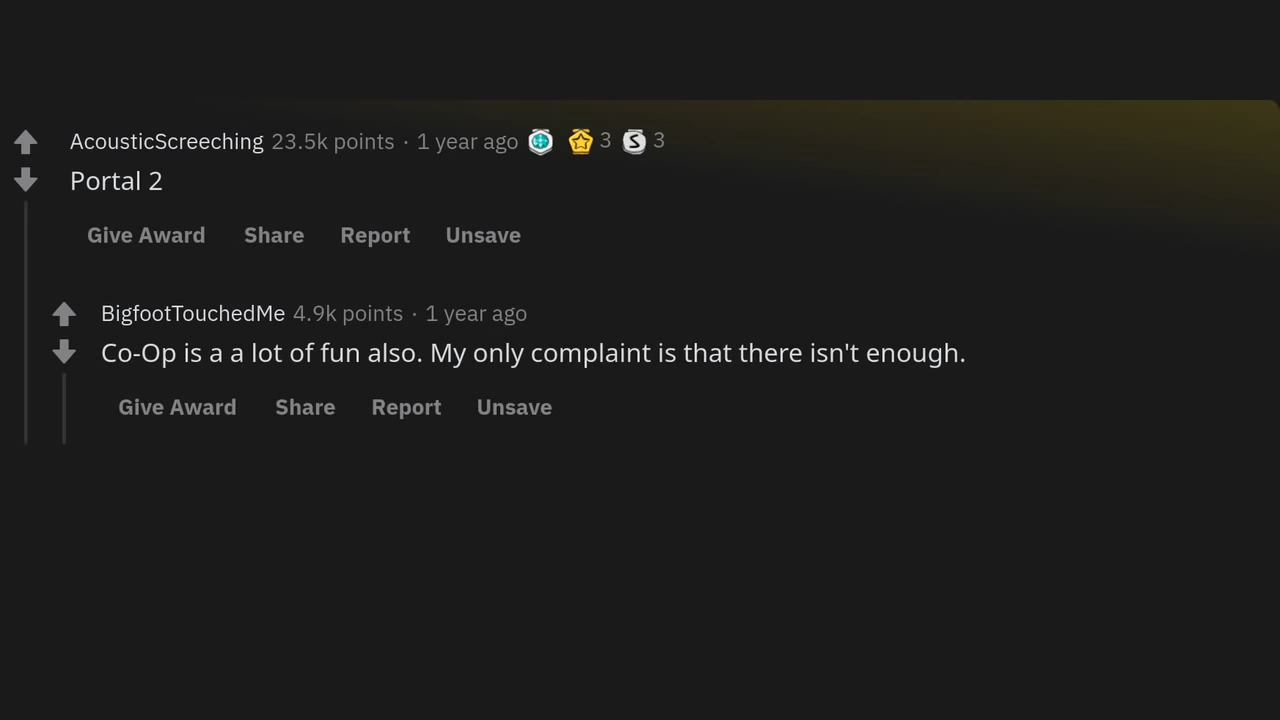 AcousticScreeching 23.5k points · 1 year ago 3 S 3
Portal 2
Give Award Share Report Unsave
BigfootTouchedMe 4.9k points · 1 year ago
Co-Op is a a lot of fun also. My only complaint is that there isn't enough.
Give Award Share Report Unsave